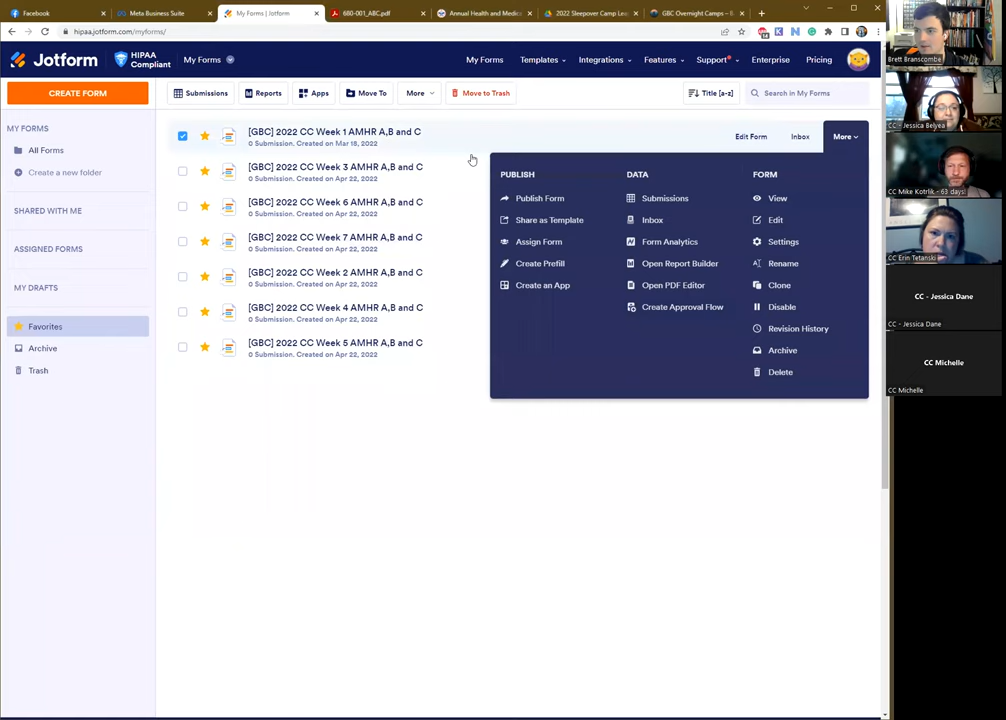 Facebook
Meta Business Suite
My Forms | Jotform
680-001_ABC.pdf
Annual Health and Medic
2022 Sleepover Camp Lea
GBC Overnight Camps – B
hipaa.jotform.com/myforms/
Jotform
HIPAA Compliant
My Forms
My Forms
Templates
Integrations
Features
Support
Enterprise
Pricing
CREATE FORM
Submissions
Reports
Apps
Move To
More
Move to Trash
Title [a-z]
Search in My Forms
MY FORMS
All Forms
Create a new folder
SHARED WITH ME
ASSIGNED FORMS
MY DRAFTS
Favorites
Archive
Trash
[GBC] 2022 CC Week 1 AMHR A,B and C
0 Submission. Created on Mar 18, 2022
Edit Form
Inbox
More
[GBC] 2022 CC Week 3 AMHR A,B and C
0 Submission. Created on Apr 22, 2022
[GBC] 2022 CC Week 6 AMHR A,B and C
0 Submission. Created on Apr 22, 2022
[GBC] 2022 CC Week 7 AMHR A,B and C
0 Submission. Created on Apr 22, 2022
[GBC] 2022 CC Week 2 AMHR A,B and C
0 Submission. Created on Apr 22, 2022
[GBC] 2022 CC Week 4 AMHR A,B and C
0 Submission. Created on Apr 22, 2022
[GBC] 2022 CC Week 5 AMHR A,B and C
0 Submission. Created on Apr 22, 2022
PUBLISH
Publish Form
Share as Template
Assign Form
Create Prefill
Create an App
DATA
Submissions
Inbox
Form Analytics
Open Report Builder
Open PDF Editor
Create Approval Flow
FORM
View
Edit
Settings
Rename
Clone
Disable
Revision History
Archive
Delete
Brett Branscombe
CC - Jessica Belyea
CC Mike Kotrlik - 63 days:
CC Erin Tetanski
CC - Jessica Dane
CC - Jessica Dane
CC Michelle
CC Michelle